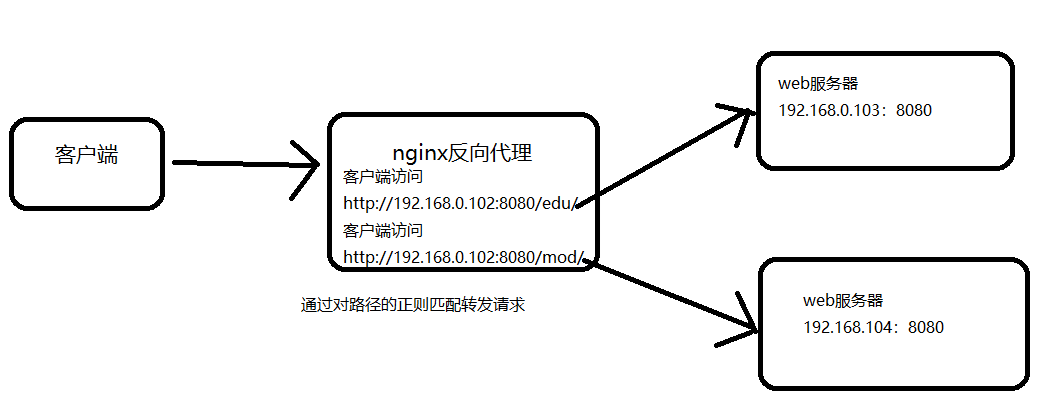 客户端
nginx反向代理
客户端访问
http://192.168.0.102:8080/edu/
客户端访问
http://192.168.0.102:8080/mod/
通过对路径的正则匹配转发请求
web服务器
192.168.0.103：8080
web服务器
192.168.104：8080